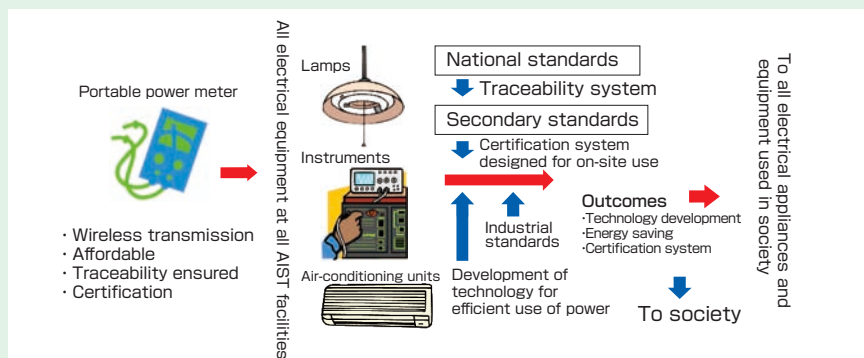 Portable power meter
· Wireless transmission
· Affordable
· Traceability ensured
· Certification
All electrical equipment at all AIST facilities
Lamps
Instruments
Air-conditioning units
National standards
Traceability system
Secondary standards
Certification system
designed for on-site use
Industrial
standards
Development of
technology for
efficient use of power
Outcomes
·Technology development
·Energy saving
·Certification system
To society
To all electrical appliances and
equipment used in society